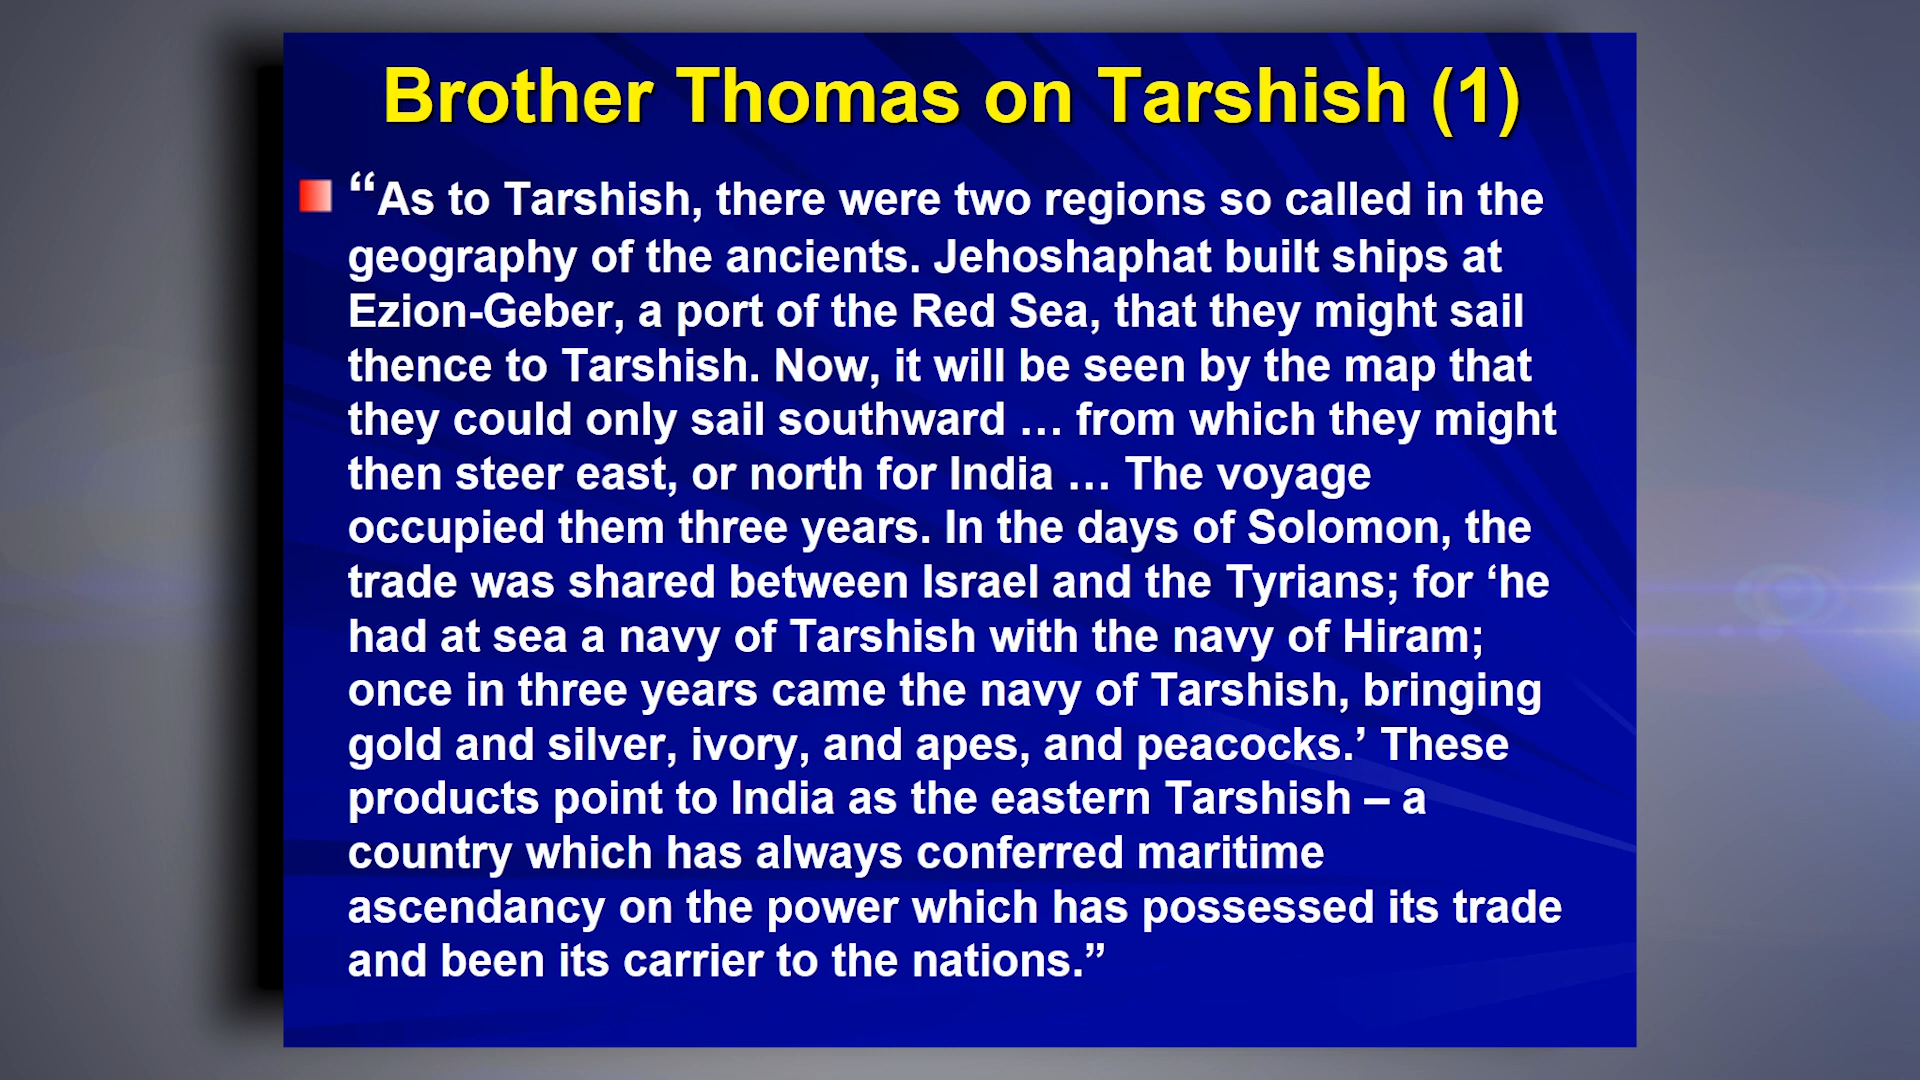 Brother Thomas on Tarshish (1)
“As to Tarshish, there were two regions so called in the
geography of the ancients. Jehoshaphat built ships at
Ezion-Geber, a port of the Red Sea, that they might sail
thence to Tarshish. Now, it will be seen by the map that
they could only sail southward … from which they might
then steer east, or north for India … The voyage
occupied them three years. In the days of Solomon, the
trade was shared between Israel and the Tyrians; for ‘he
had at sea a navy of Tarshish with the navy of Hiram;
once in three years came the navy of Tarshish, bringing
gold and silver, ivory, and apes, and peacocks.’ These
products point to India as the eastern Tarshish – a
country which has always conferred maritime
ascendancy on the power which has possessed its trade
and been its carrier to the nations.”